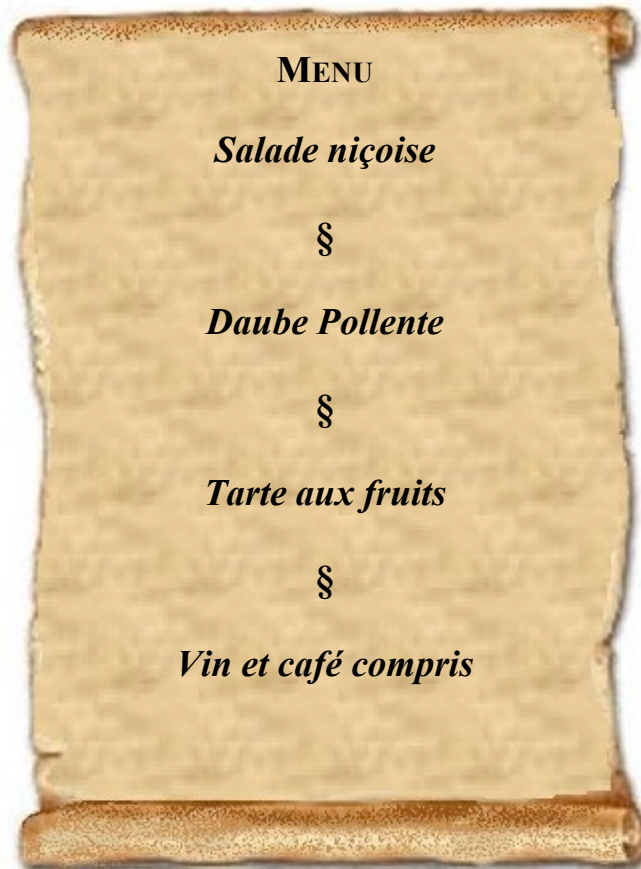 MENU
Salade niçoise
§
Daube Pollente
§
Tarte aux fruits
§
Vin et café compris